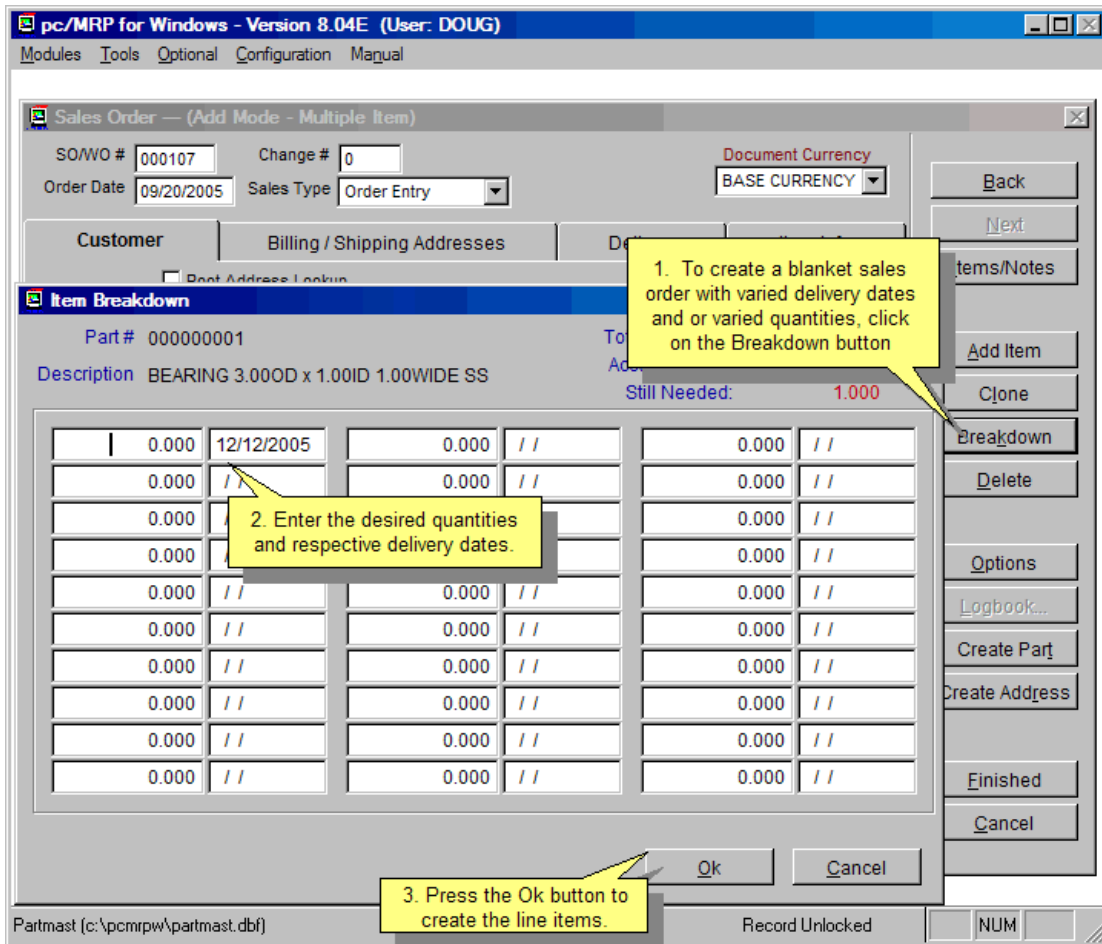 pc/MRP for Windows - Version 8.04E (User: DOUG)
Modules Tools Optional Configuration Manual
Sales Order — (Add Mode - Multiple Item)
SO/WO # 000107 Change # 0
Document Currency
Order Date 09/20/2005 Sales Type Order Entry BASE CURRENCY
Back
Next
Items/Notes
Add Item
Clone
Breakdown
Delete
Options
Logbook...
Create Part
Create Address
Finished
Cancel
Customer Billing / Shipping Addresses
Root Address Lookup
1. To create a blanket sales
order with varied delivery dates
and or varied quantities, click
on the Breakdown button
Item Breakdown
Part # 000000001
Description BEARING 3.00OD x 1.00ID 1.00WIDE SS
Still Needed: 1.000
0.000 12/12/2005 0.000 / / 0.000 / /
0.000 / / 0.000 / / 0.000 / /
0.000 0.000 / / 0.000 / /
0.000 0.000 / / 0.000 / /
0.000 / / 0.000 / / 0.000 / /
0.000 / / 0.000 / / 0.000 / /
0.000 / / 0.000 / / 0.000 / /
0.000 / / 0.000 / / 0.000 / /
0.000 / / 0.000 / / 0.000 / /
0.000 / / 0.000 / / 0.000 / /
2. Enter the desired quantities
and respective delivery dates.
Ok Cancel
3. Press the Ok button to
create the line items.
Partmast (c:\pcmrpw\partmast.dbf) Record Unlocked NUM